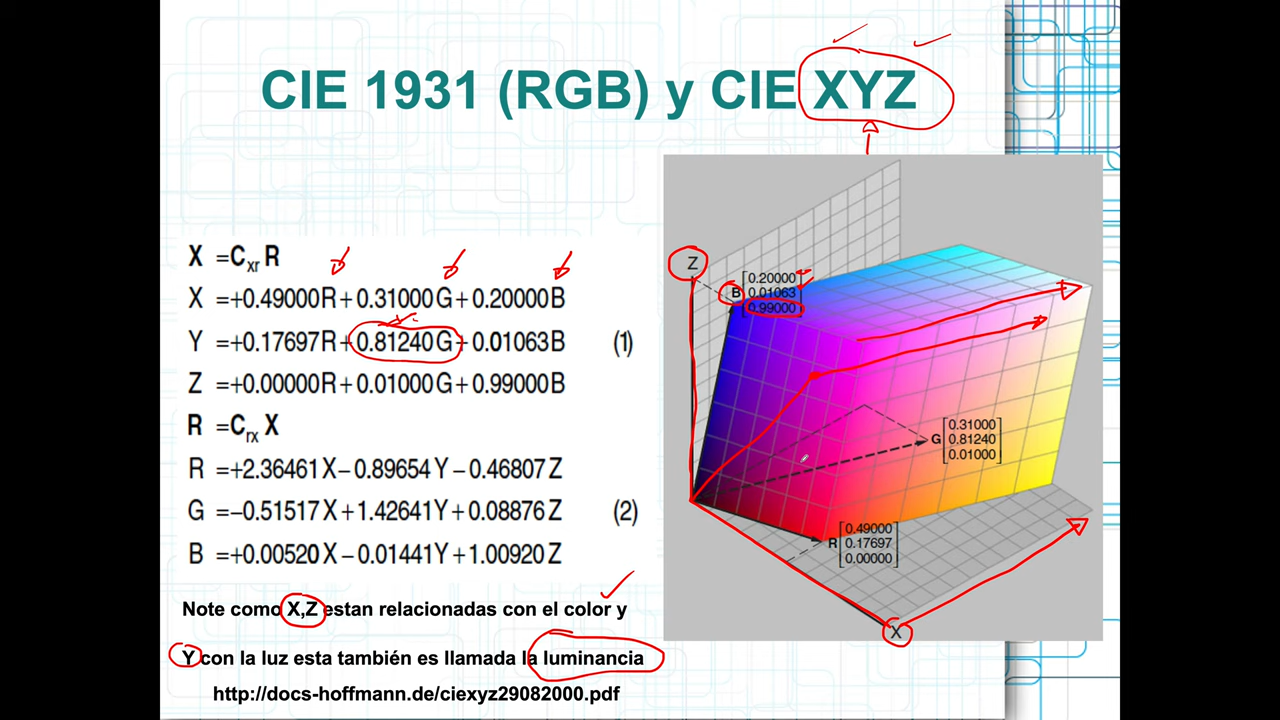 CIE 1931 (RGB) y CIE XYZ
X =Cxr R
X =+0.49000R+0.31000G+0.20000B
Y =+0.17697R+0.81240G+0.01063B (1)
Z =+0.00000R+0.01000G+0.99000B
R =Crx X
R =+2.36461X−0.89654Y−0.46807Z
G =−0.51517X+1.42641Y+0.08876Z (2)
B =+0.00520X−0.01441Y+1.00920Z
Note como X,Z estan relacionadas con el color y
Y con la luz esta también es llamada la luminancia
http://docs-hoffmann.de/ciexyz29082000.pdf
Z
0.20000
B 0.01063
0.99000
0.31000
G 0.81240
0.01000
0.49000
R 0.17697
0.00000
X